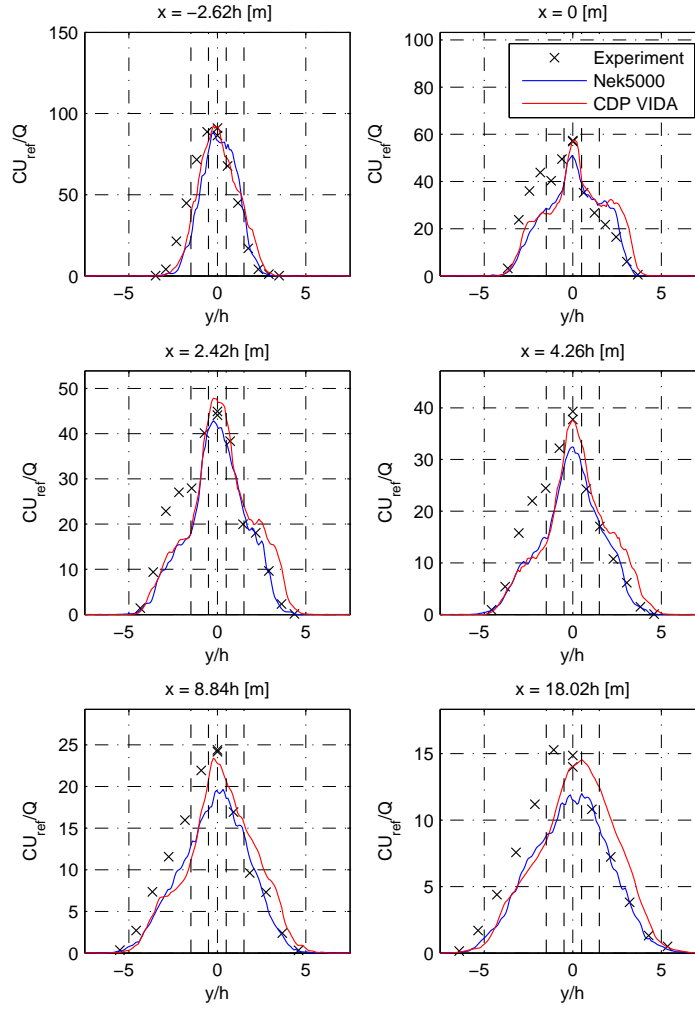 x = −2.62h [m]
x = 0 [m]
150
100
50
0
CU_ref/Q
−5
0
5
y/h
100
80
60
40
20
0
CU_ref/Q
−5
0
5
y/h
Experiment
Nek5000
CDP VIDA
x = 2.42h [m]
x = 4.26h [m]
50
40
30
20
10
0
CU_ref/Q
−5
0
5
y/h
40
30
20
10
0
CU_ref/Q
−5
0
5
y/h
x = 8.84h [m]
x = 18.02h [m]
25
20
15
10
5
0
CU_ref/Q
−5
0
5
y/h
15
10
5
0
CU_ref/Q
−5
0
5
y/h